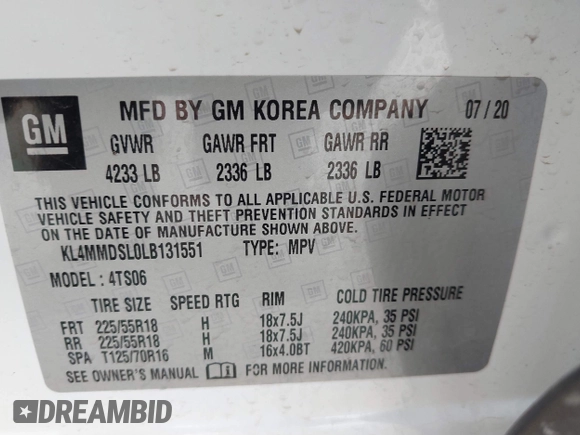 GM
MFD BY GM KOREA COMPANY 07 / 20
GVWR GAWR FRT GAWR RR
4233 LB 2336 LB 2336 LB
THIS VEHICLE CONFORMS TO ALL APPLICABLE U.S. FEDERAL MOTOR
VEHICLE SAFETY AND THEFT PREVENTION STANDARDS IN EFFECT
ON THE DATE OF MANUFACTURE SHOWN ABOVE.
KL4MMDSL0LB131551 TYPE: MPV
MODEL : 4TS06
TIRE SIZE SPEED RTG RIM COLD TIRE PRESSURE
FRT 225/55R18 H 18x7.5J 240KPA, 35 PSI
RR 225/55R18 H 18x7.5J 240KPA, 35 PSI
SPA T125/70R16 M 16x4.0BT 420KPA, 60 PSI
SEE OWNER'S MANUAL FOR MORE INFORMATION.
DREAMBID